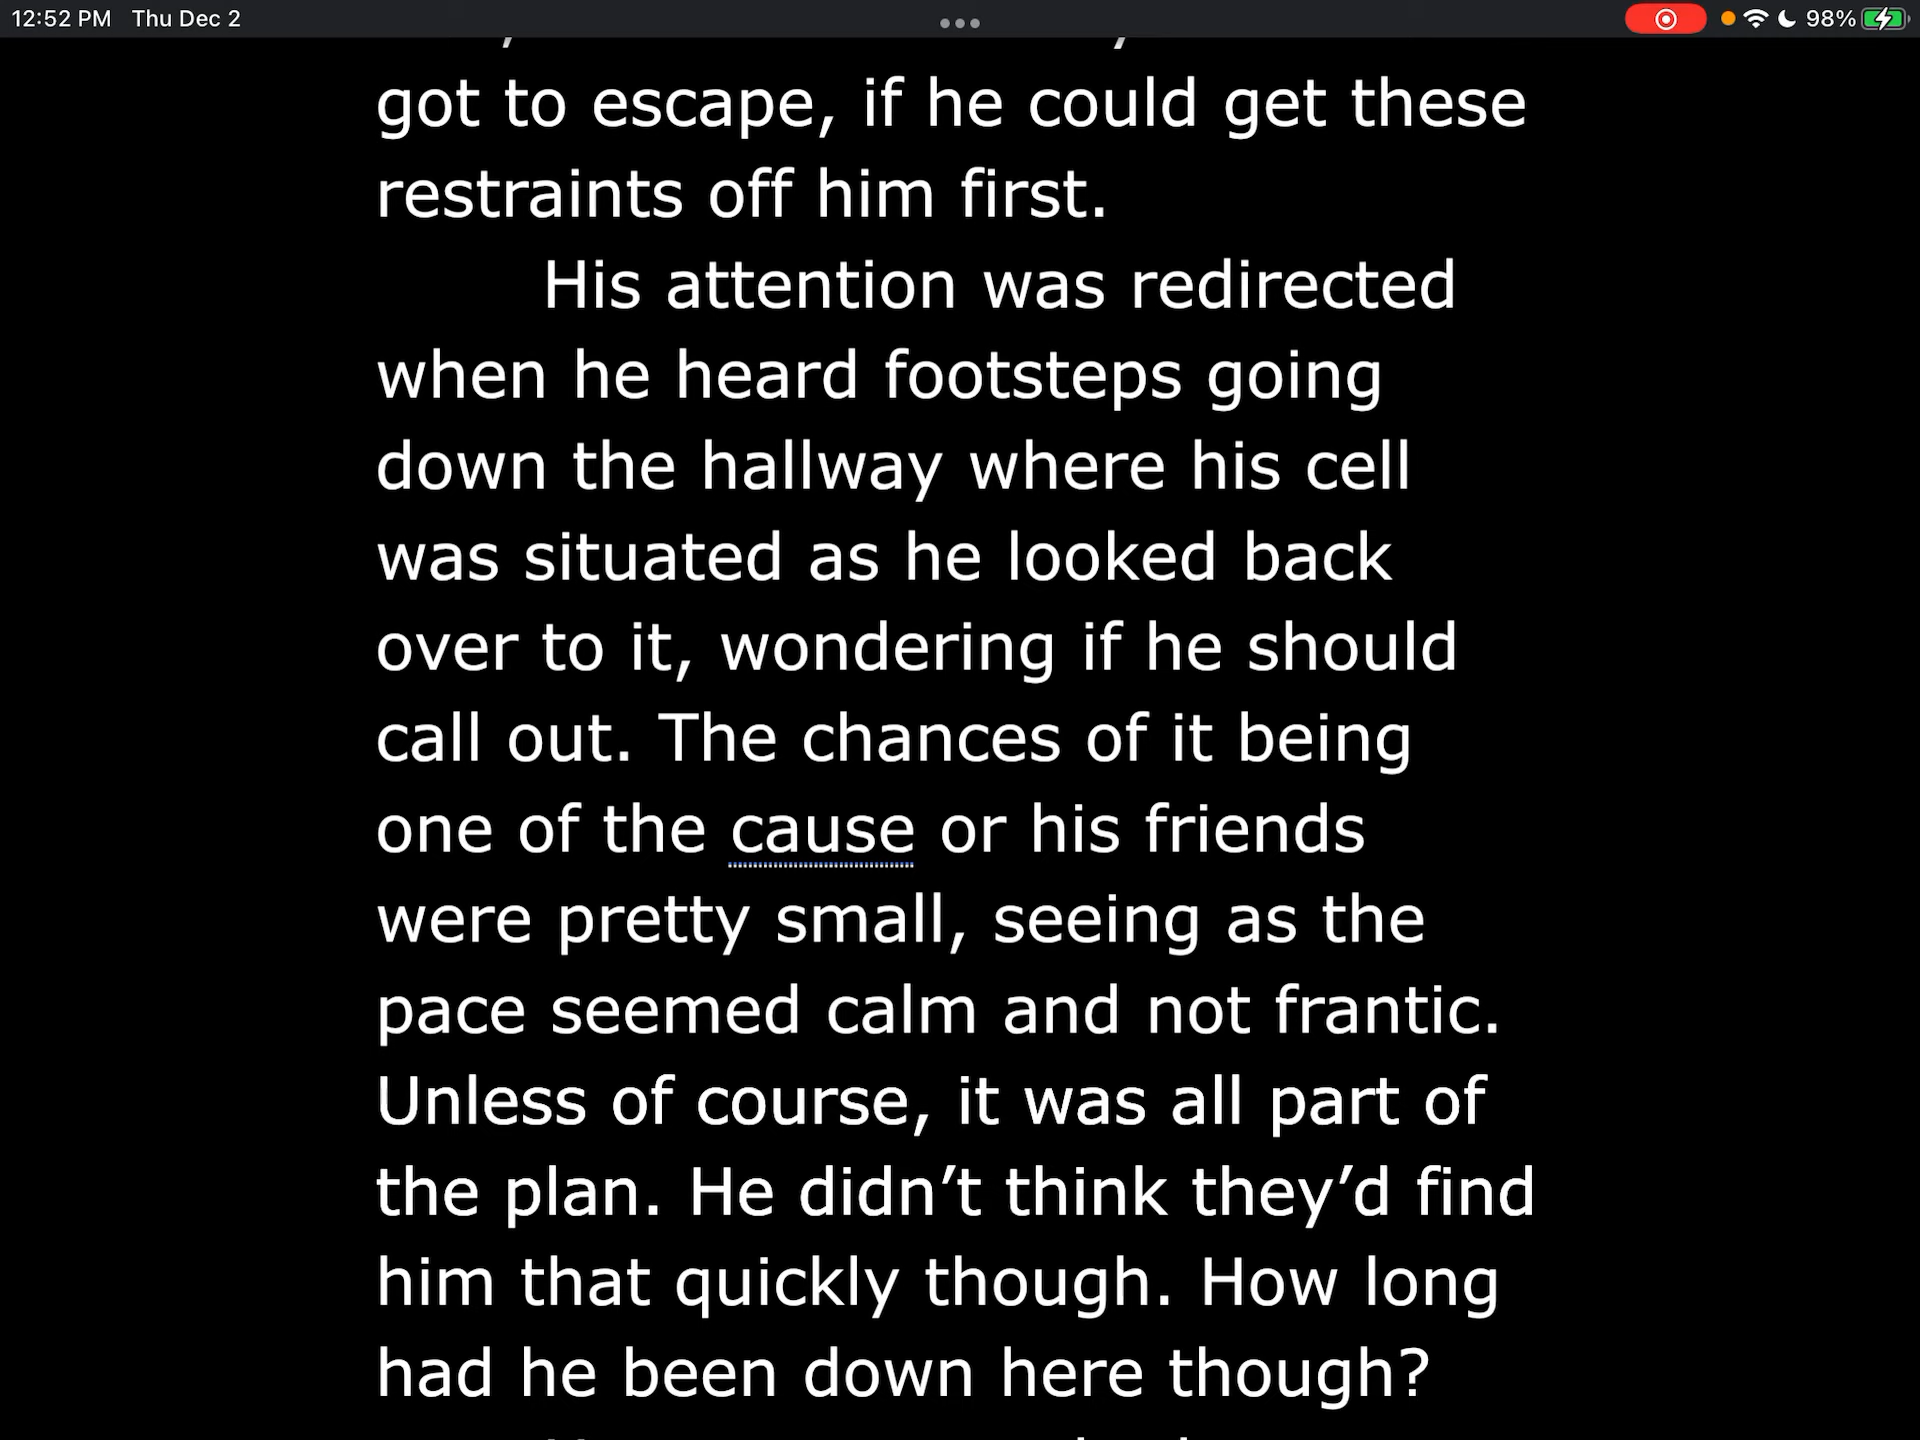 12:52 PM Thu Dec 2 98%
got to escape, if he could get these
restraints off him first.
His attention was redirected
when he heard footsteps going
down the hallway where his cell
was situated as he looked back
over to it, wondering if he should
call out. The chances of it being
one of the cause or his friends
were pretty small, seeing as the
pace seemed calm and not frantic.
Unless of course, it was all part of
the plan. He didn’t think they’d find
him that quickly though. How long
had he been down here though?